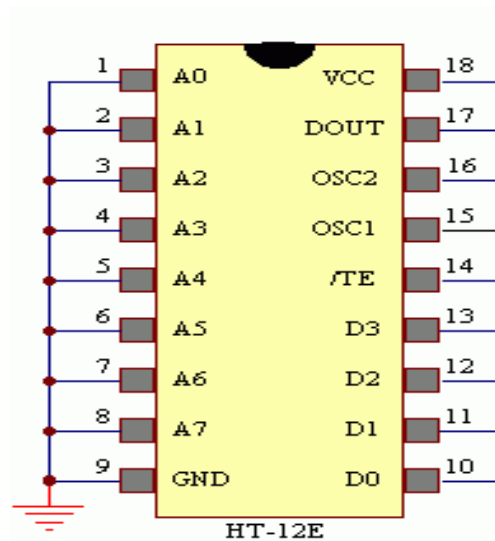 1 A0 VCC 18
2 A1 DOUT 17
3 A2 OSC2 16
4 A3 OSC1 15
5 A4 /TE 14
6 A5 D3 13
7 A6 D2 12
8 A7 D1 11
9 GND D0 10
HT-12E